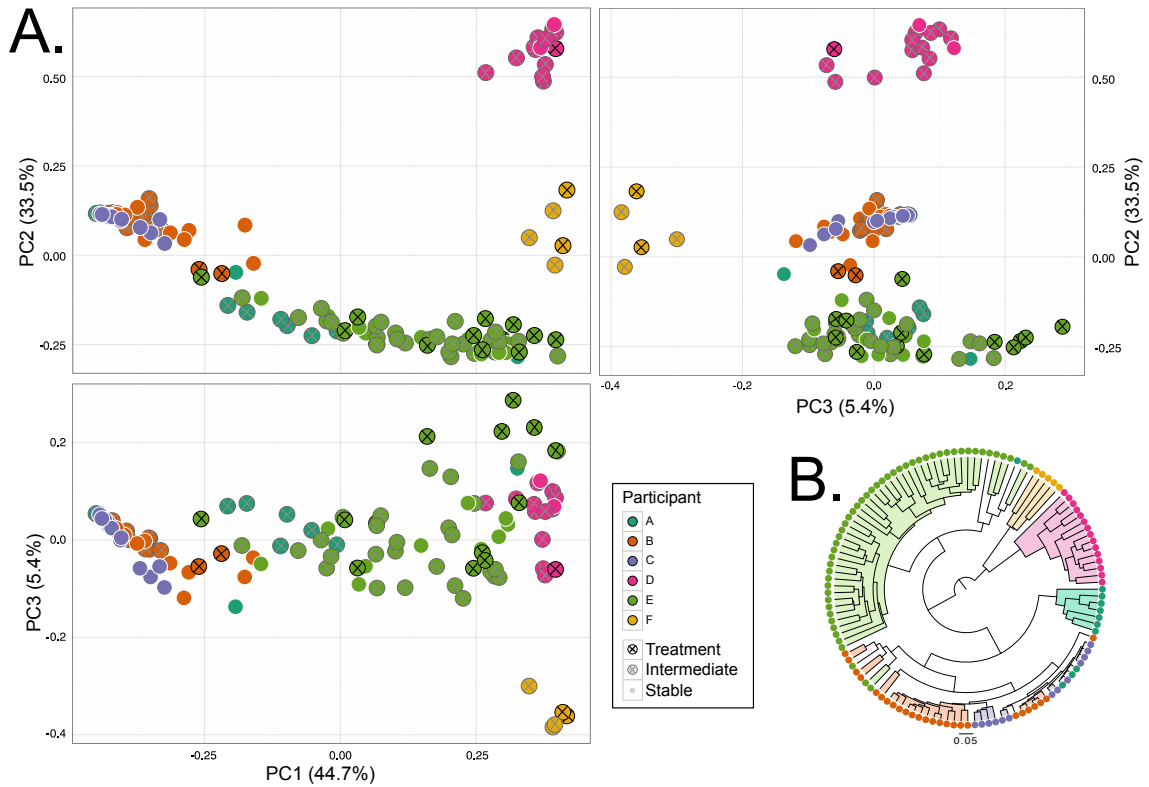 A.
0.50
0.25
0.00
-0.25
PC2 (33.5%)
0.50
0.25
0.00
-0.25
PC2 (33.5%)
-0.4
-0.2
0.0
0.2
PC3 (5.4%)
0.2
0.0
-0.2
-0.4
PC3 (5.4%)
-0.25
0.00
0.25
PC1 (44.7%)
Participant
A
B
C
D
E
F
Treatment
Intermediate
Stable
B.
0.05